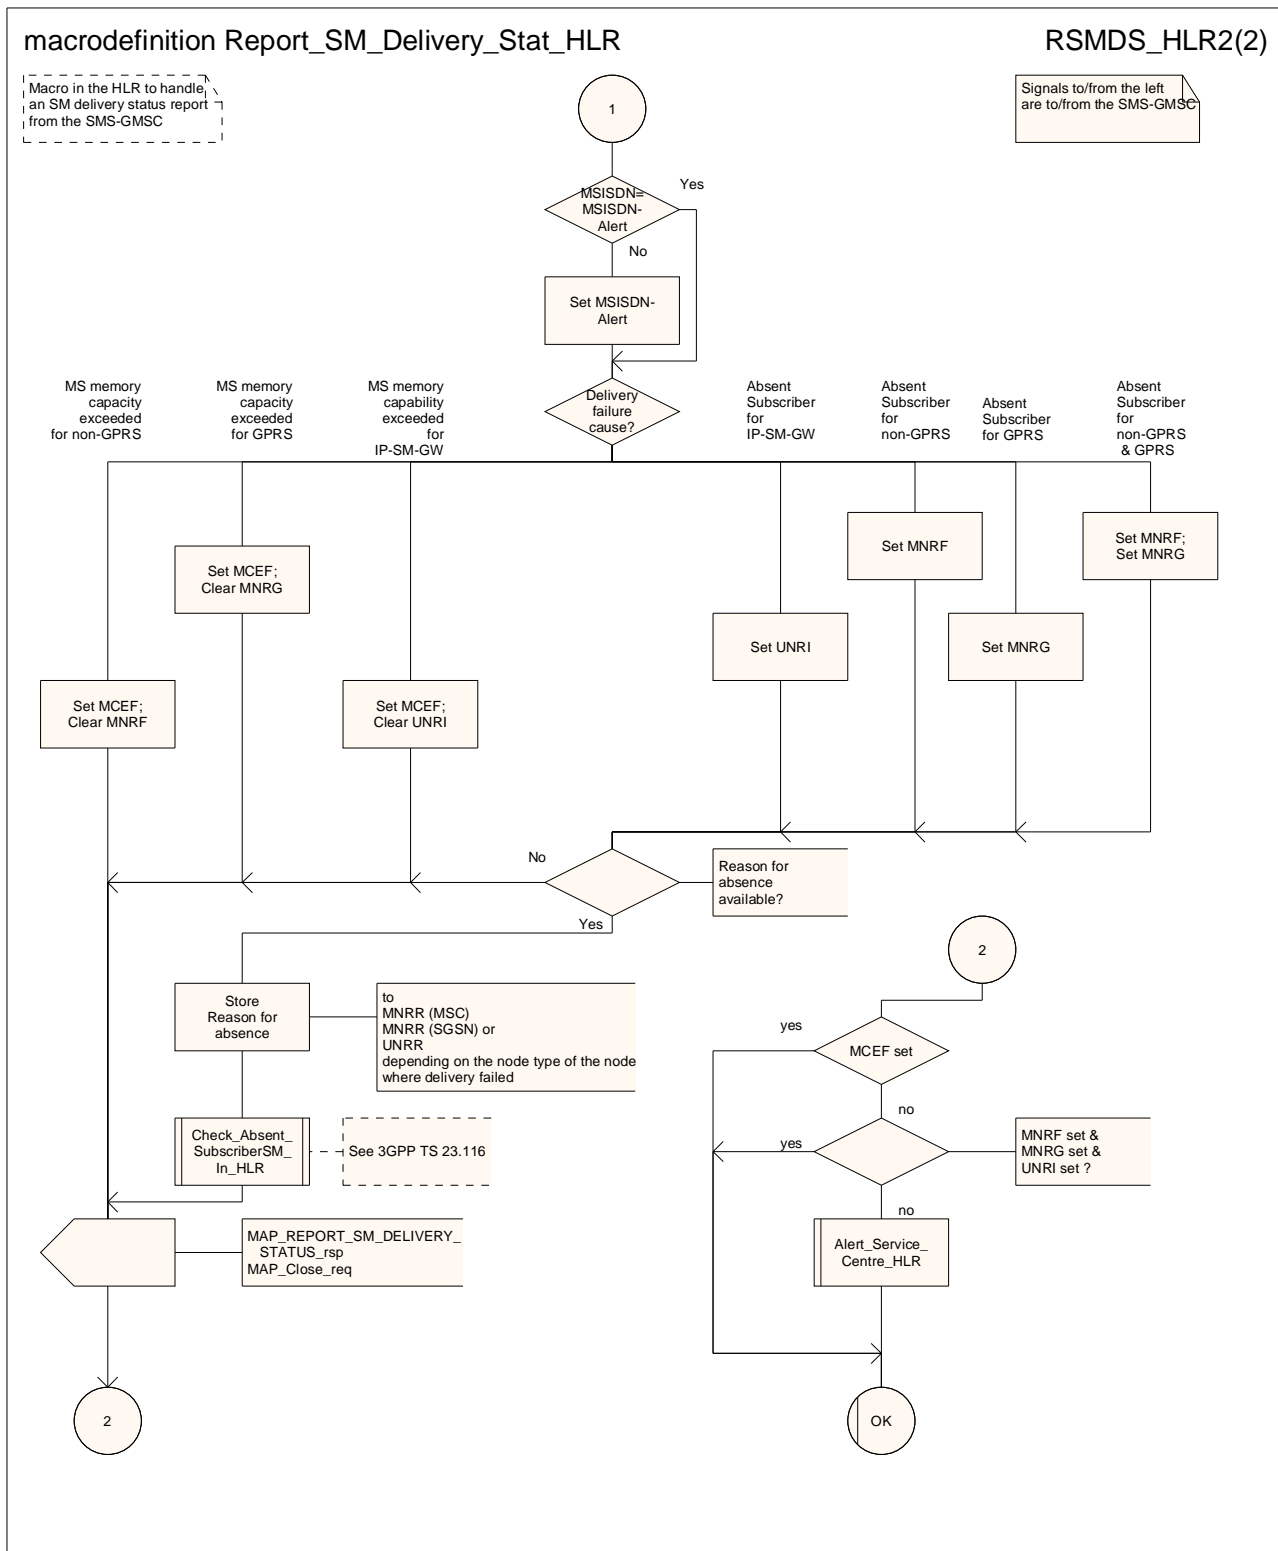 macrodefinition Report_SM_Delivery_Stat_HLR
RSMDS_HLR2(2)
Macro in the HLR to handle
an SM delivery status report
from the SMS-GMSC
1
Signals to/from the left
are to/from the SMS-GMSC
MSISDN=
MSISDN-
Alert
Yes
No
Set MSISDN-
Alert
MS memory
capacity
exceeded
for non-GPRS
MS memory
capacity
exceeded
for GPRS
MS memory
capability
exceeded
for
IP-SM-GW
Delivery
failure
cause?
Absent
Subscriber
for
IP-SM-GW
Absent
Subscriber
for
non-GPRS
Absent
Subscriber
for GPRS
Absent
Subscriber
for
non-GPRS
& GPRS
Set MCEF;
Clear MNRG
Set MNRF
Set MNRF;
Set MNRG
Set UNRI
Set MNRG
Set MCEF;
Clear MNRF
Set MCEF;
Clear UNRI
No
Reason for
absence
available?
Yes
Store
Reason for
absence
to
MNRR (MSC)
MNRR (SGSN) or
UNRR
depending on the node type of the node
where delivery failed
Check_Absent_
SubscriberSM_
In_HLR
See 3GPP TS 23.116
MAP_REPORT_SM_DELIVERY_
STATUS_rsp
MAP_Close_req
2
2
yes
MCEF set
no
yes
MNRF set &
MNRG set &
UNRI set ?
no
Alert_Service_
Centre_HLR
OK